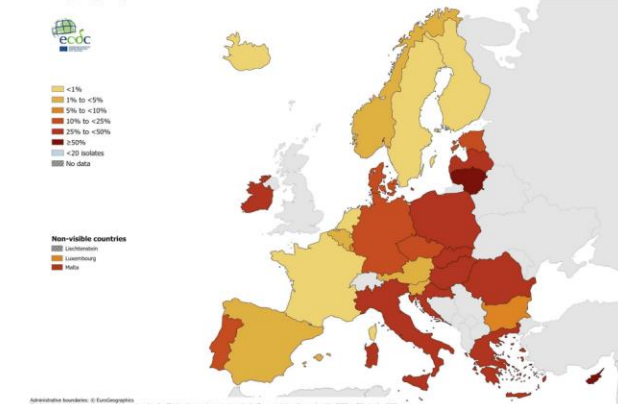 ecdc
<1%
1% to <5%
5% to <10%
10% to <25%
25% to <50%
≥50%
<20 isolates
No data
Non-visible countries
Liechtenstein
Luxembourg
Malta
Administrative boundaries: © EuroGeographics